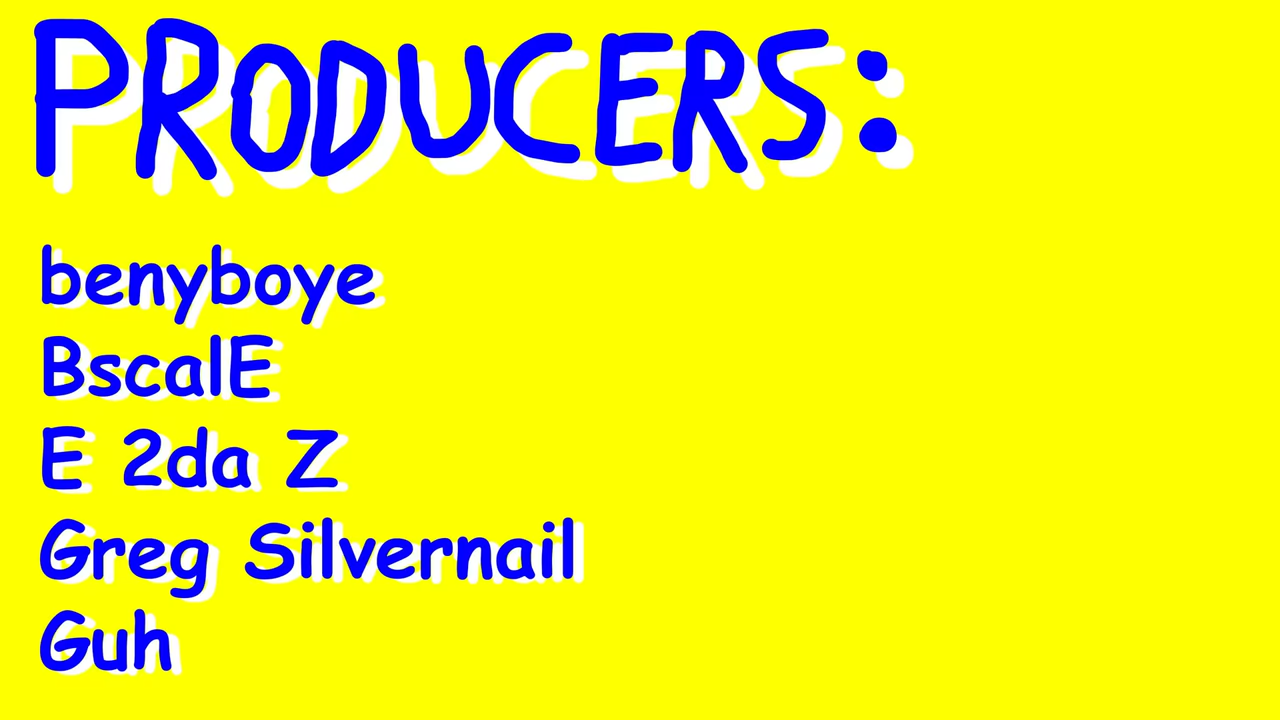 PRODUCERS:
benyboye
BscalE
E 2da Z
Greg Silvernail
Guh